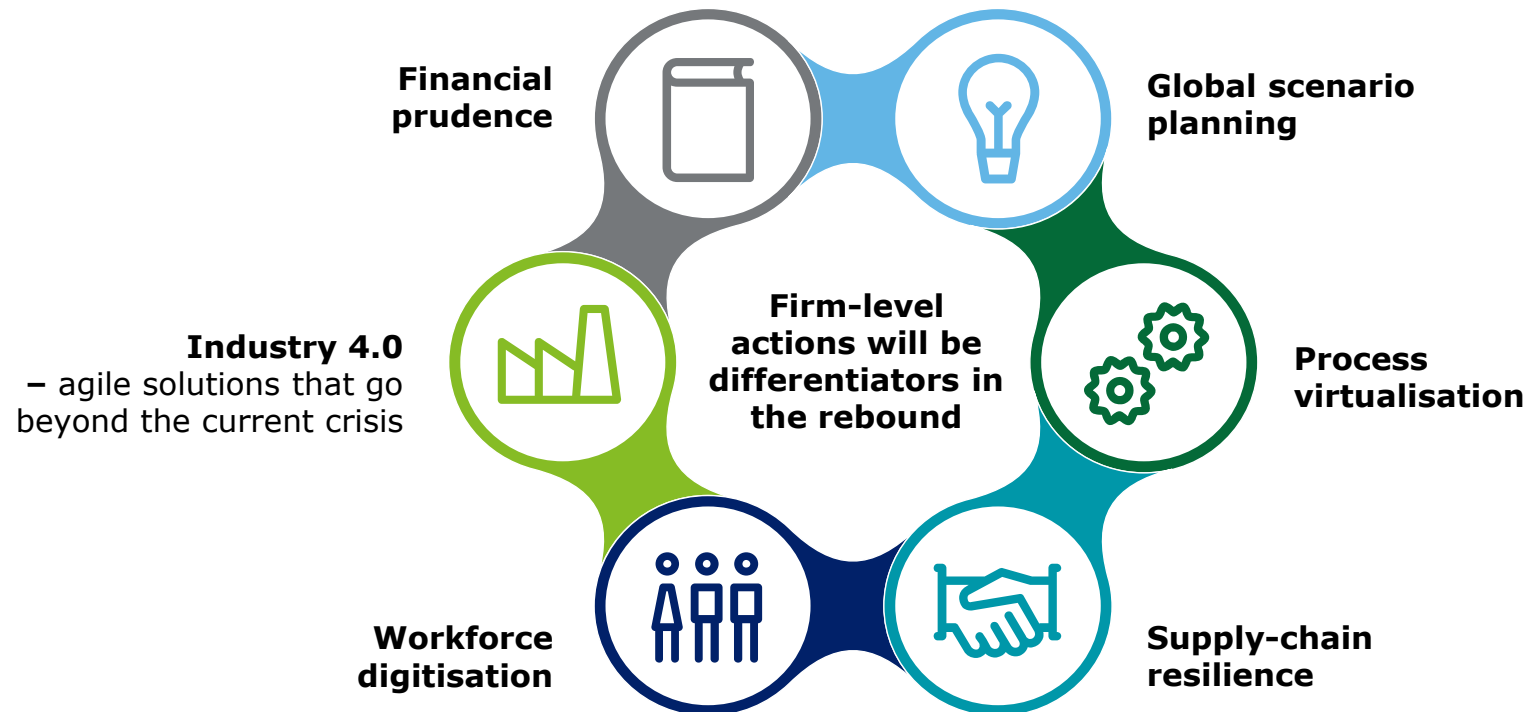 Financial
prudence
Global scenario
planning
Industry 4.0
– agile solutions that go
beyond the current crisis
Firm-level
actions will be
differentiators in
the rebound
Process
virtualisation
Workforce
digitisation
Supply-chain
resilience